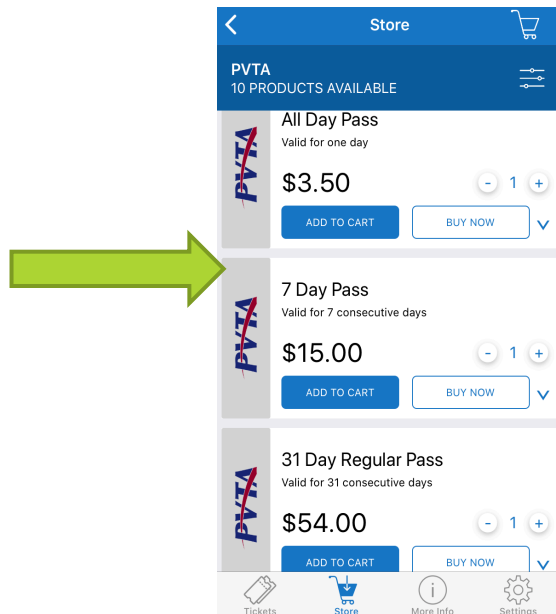 Store
PVTA
10 PRODUCTS AVAILABLE
PVTA
All Day Pass
Valid for one day
$3.50
- 1 +
ADD TO CART BUY NOW
PVTA
7 Day Pass
Valid for 7 consecutive days
$15.00
- 1 +
ADD TO CART BUY NOW
PVTA
31 Day Regular Pass
Valid for 31 consecutive days
$54.00
- 1 +
ADD TO CART BUY NOW
Tickets Store More Info Settings